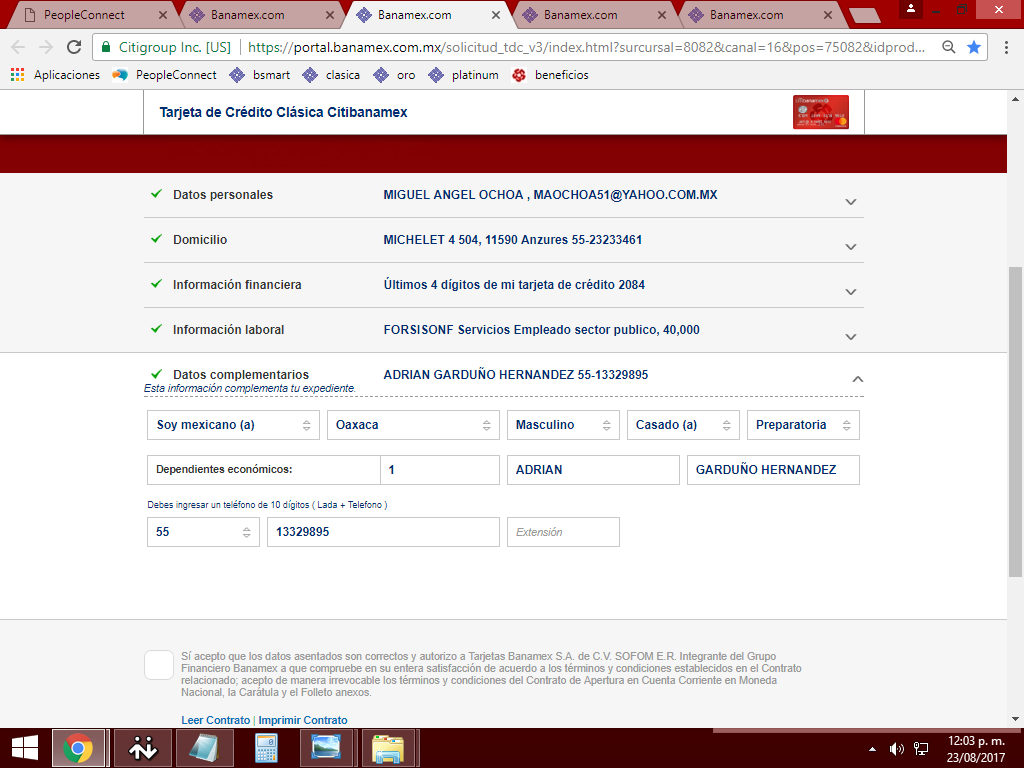 PeopleConnect
Banamex.com
Banamex.com
Banamex.com
Banamex.com
Citigroup Inc. [US] https://portal.banamex.com.mx/solicitud_tdc_v3/index.html?sursursal=8082&canal=16&pos=75082&idprod...
Aplicaciones PeopleConnect bsmart clasica oro platinum beneficios
Tarjeta de Crédito Clásica Citibanamex
Datos personales MIGUEL ANGEL OCHOA , MAOCHOA51@YAHOO.COM.MX
Domicilio MICHELET 4 504, 11590 Anzures 55-23233461
Información financiera Últimos 4 dígitos de mi tarjeta de crédito 2084
Información laboral FORSISONF Servicios Empleado sector publico, 40,000
Datos complementarios ADRIAN GARDUÑO HERNANDEZ 55-13329895
Esta información complementa tu expediente.
Soy mexicano (a) Oaxaca Masculino Casado (a) Preparatoria
Dependientes económicos: 1 ADRIAN GARDUÑO HERNANDEZ
Debes ingresar un teléfono de 10 dígitos ( Lada + Telefono )
55 13329895 Extensión
Sí acepto que los datos asentados son correctos y autorizo a Tarjetas Banamex S.A. de C.V. SOFOM E.R. Integrante del Grupo
Financiero Banamex a que compruebe en su entera satisfacción de acuerdo a los términos y condiciones establecidos en el Contrato
relacionado; acepto de manera irrevocable los términos y condiciones del Contrato de Apertura en Cuenta Corriente en Moneda
Nacional, la Carátula y el Folleto anexos.
Leer Contrato | Imprimir Contrato
12:03 p. m.
23/08/2017